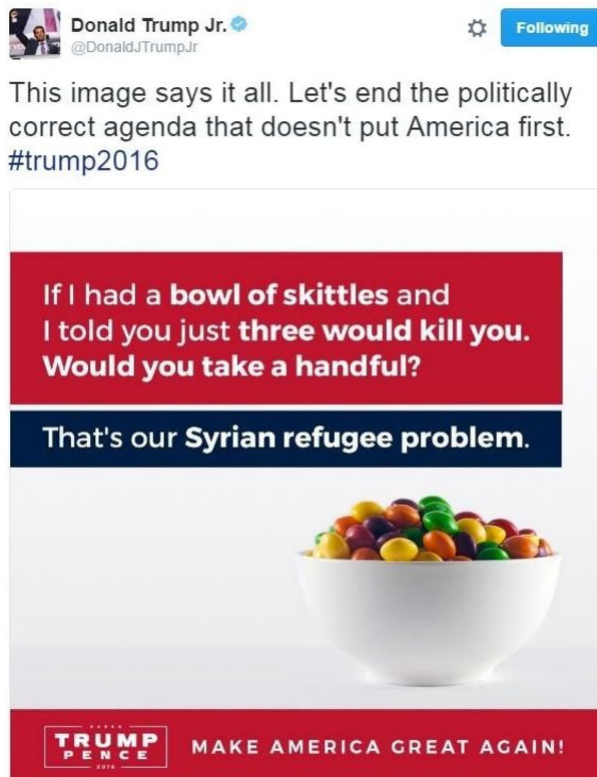 Donald Trump Jr.
@DonaldJTrumpJr
Following
This image says it all. Let's end the politically
correct agenda that doesn't put America first.
#trump2016
If I had a bowl of skittles and
I told you just three would kill you.
Would you take a handful?
That's our Syrian refugee problem.
TRUMP
PENCE
2016
MAKE AMERICA GREAT AGAIN!